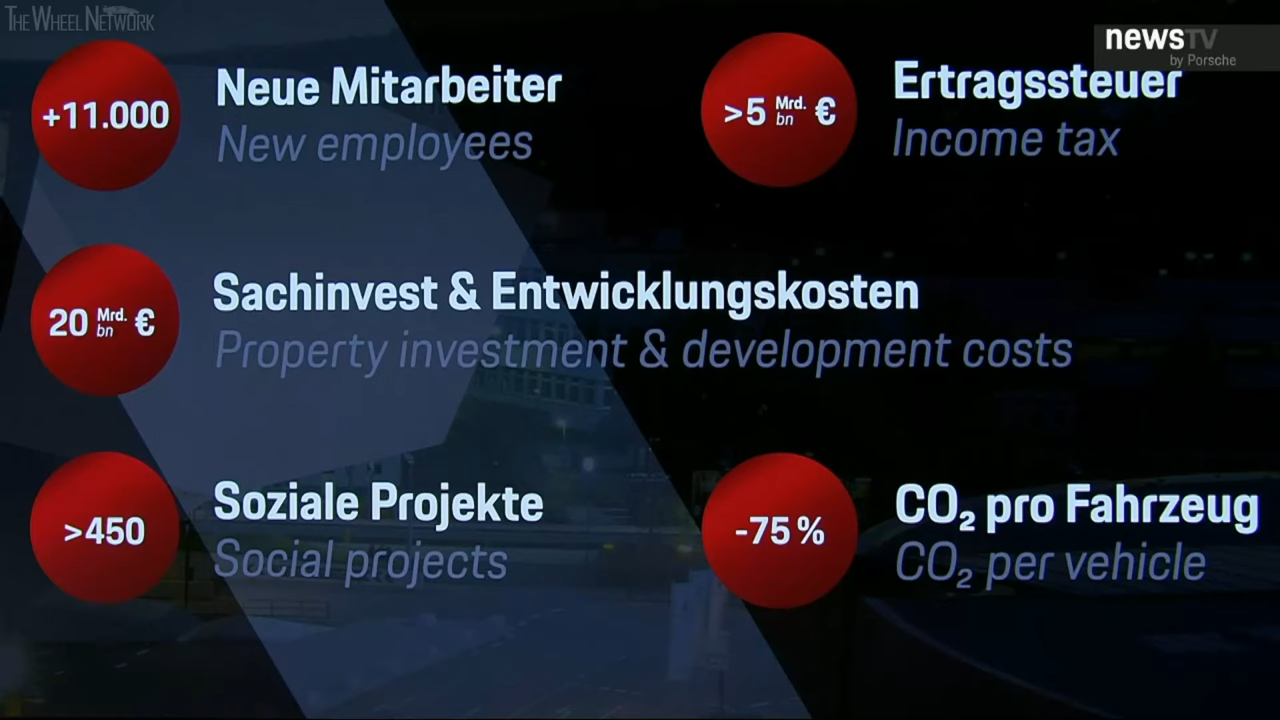 THE WHEEL NETWORK
newsTV
by Porsche
+11.000
Neue Mitarbeiter
New employees
>5 Mrd. bn €
Ertragssteuer
Income tax
20 Mrd. bn €
Sachinvest & Entwicklungskosten
Property investment & development costs
>450
Soziale Projekte
Social projects
-75 %
CO₂ pro Fahrzeug
CO₂ per vehicle